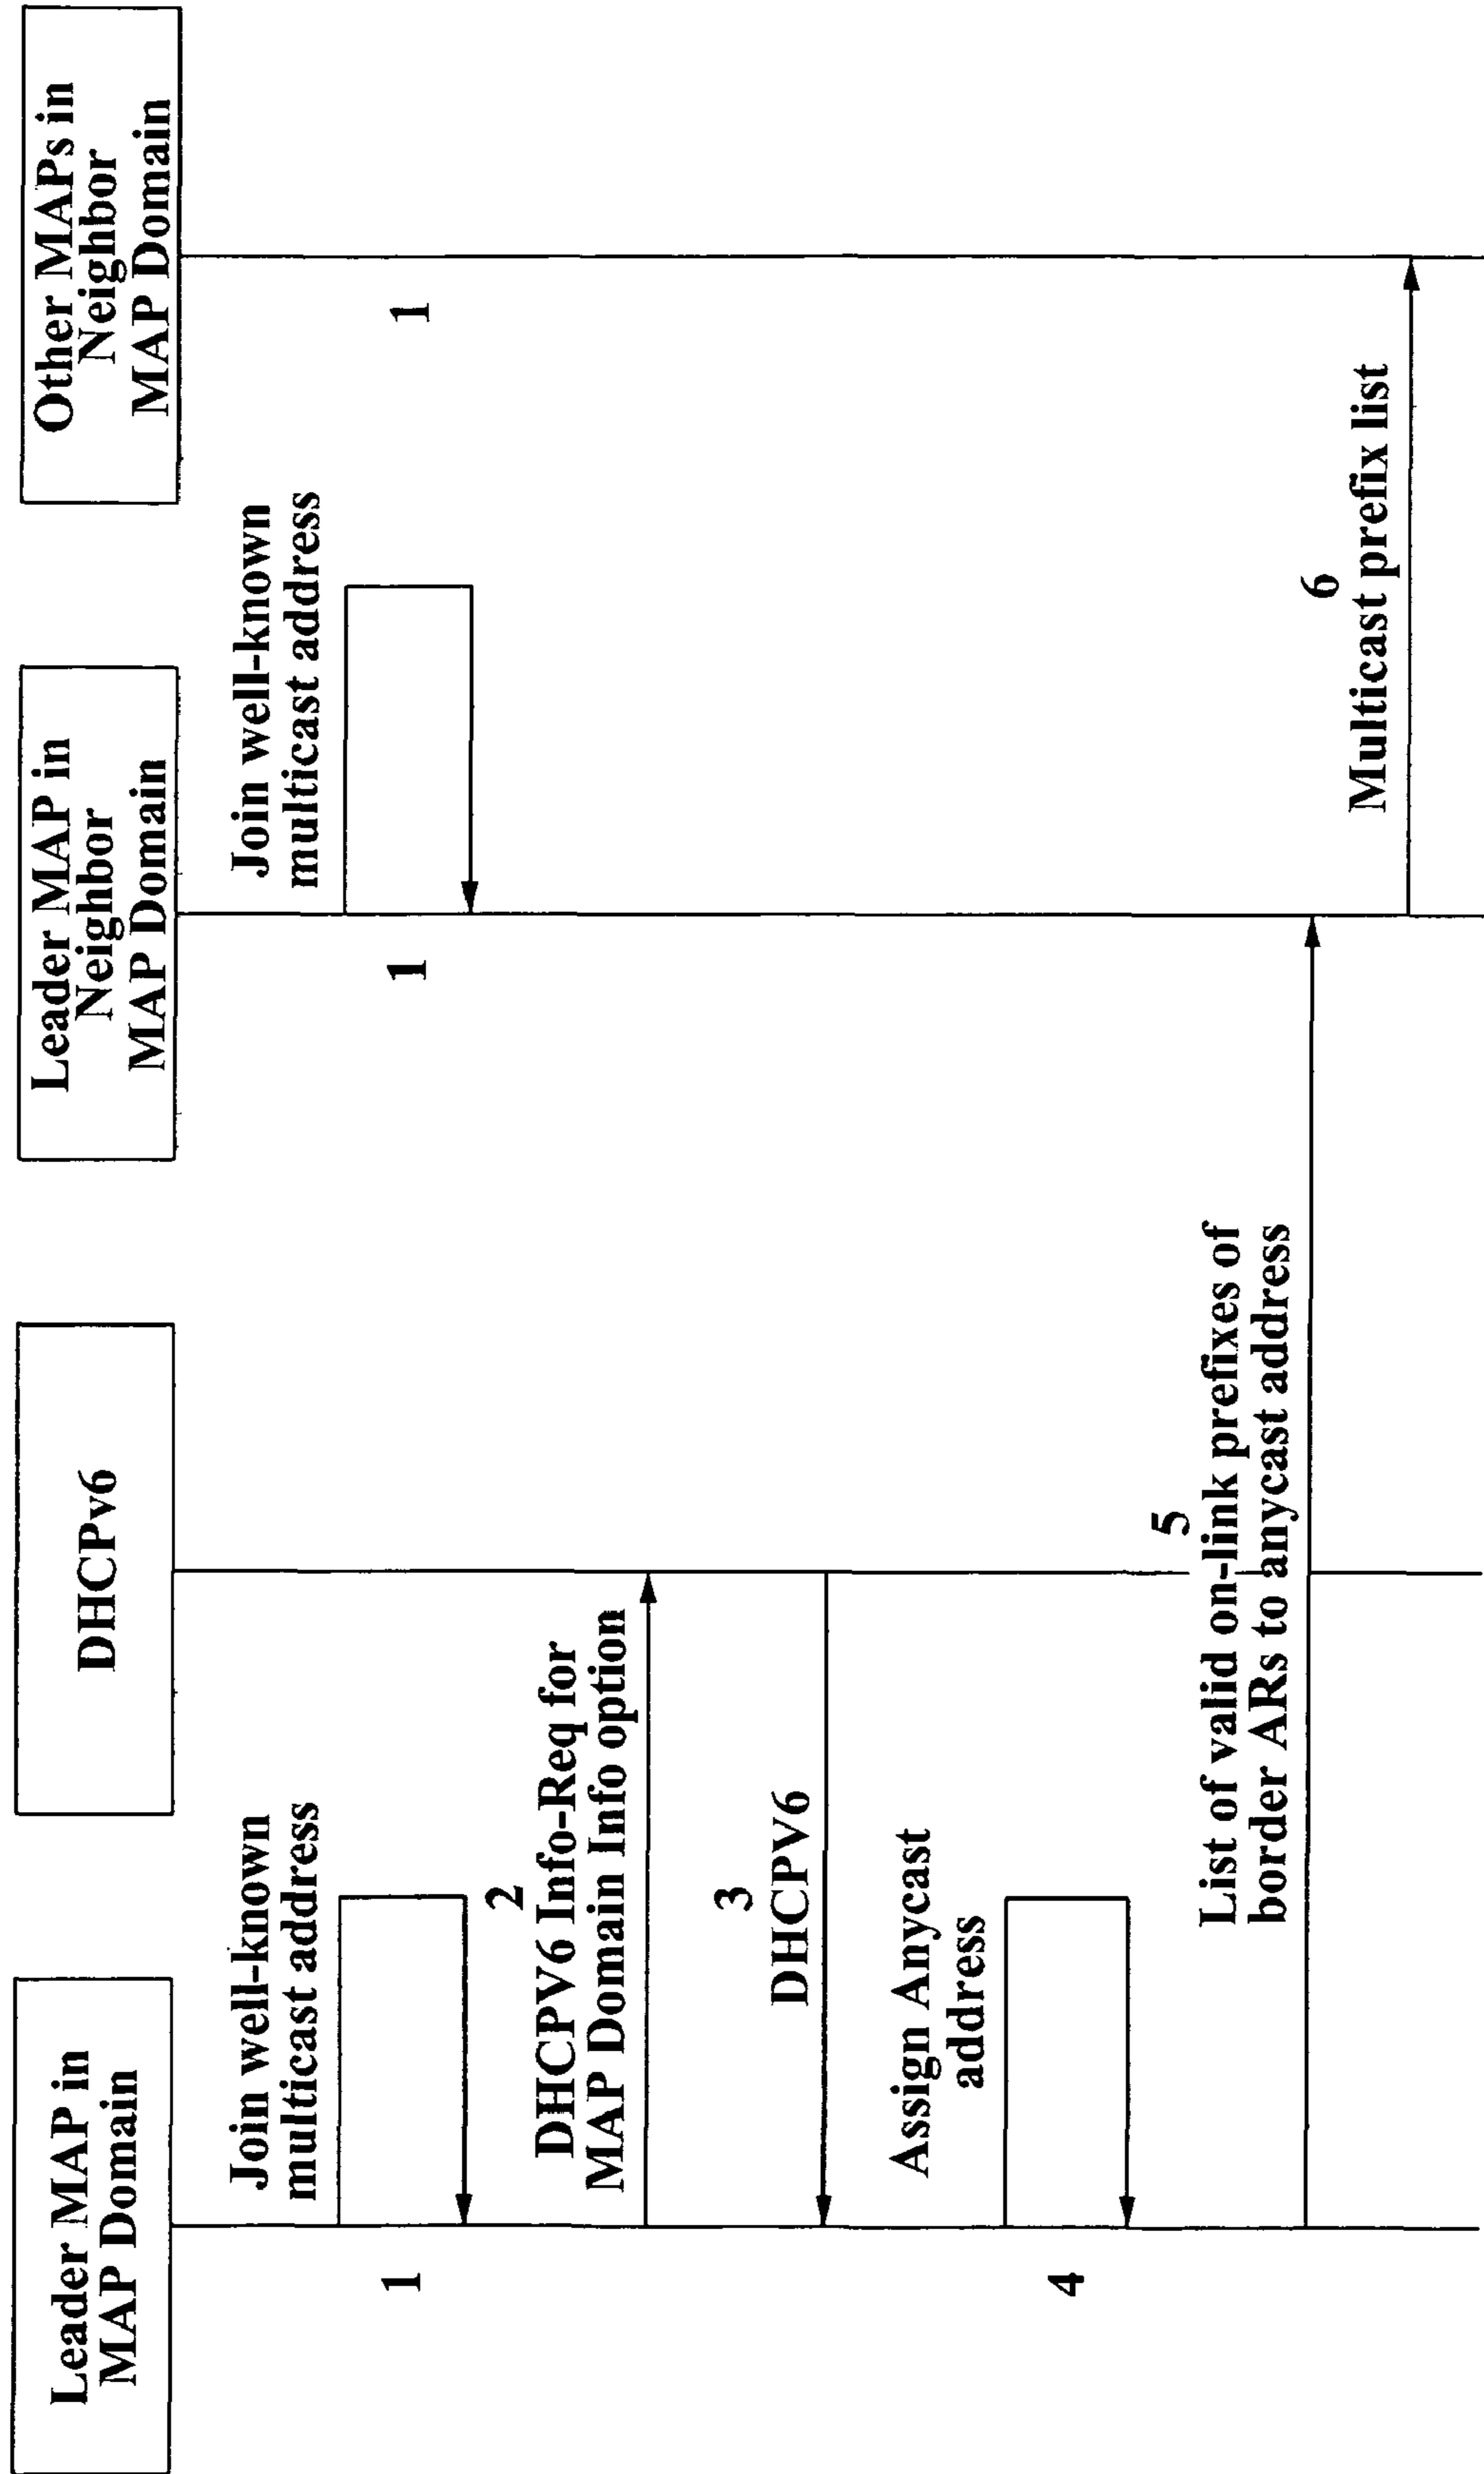 Leader MAP in
MAP Domain
DHCPv6
Leader MAP in
Neighbor
MAP Domain
Other MAPs in
Neighbor
MAP Domain
Join well-known
multicast address
1
Join well-known
multicast address
1
1
2
DHCPV6 Info-Req for
MAP Domain Info option
3
DHCPV6
Assign Anycast
address
4
5
List of valid on-link prefixes of
border ARs to anycast address
6
Multicast prefix list